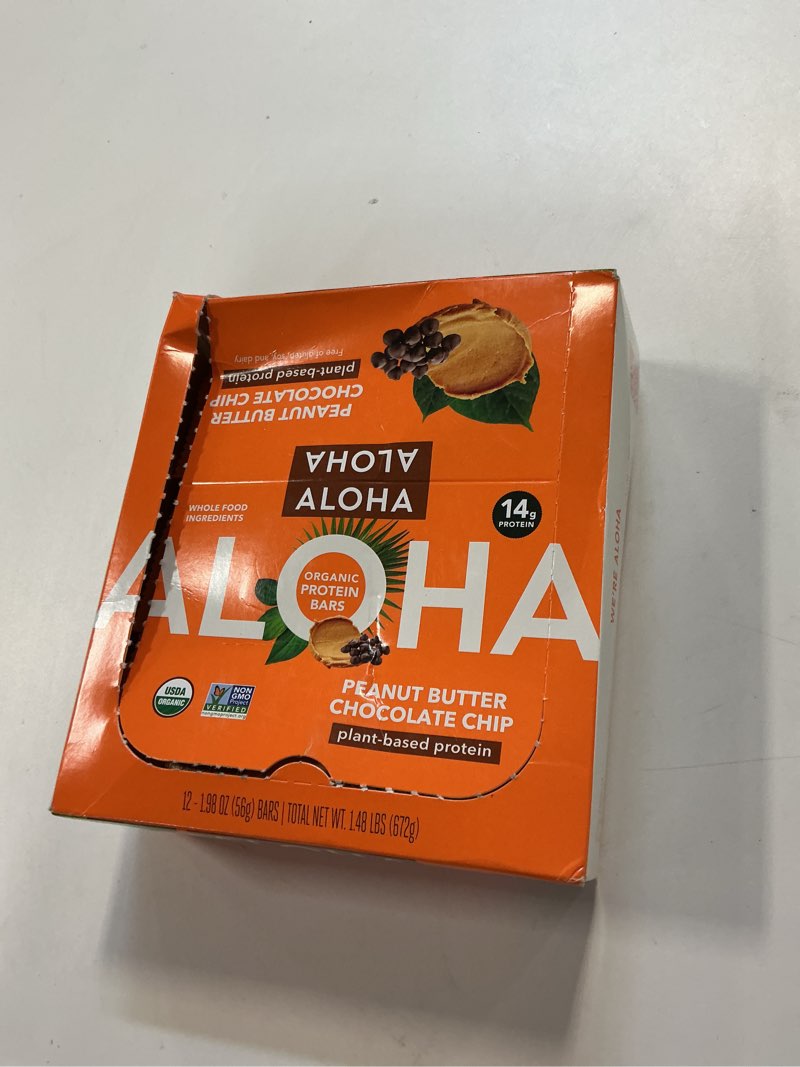 Free of gluten, soy, and dairy
plant-based protein
PEANUT BUTTER
CHOCOLATE CHIP
ALOHA
ALOHA
WHOLE FOOD
INGREDIENTS
14g
PROTEIN
ALOHA
ORGANIC
PROTEIN
BARS
WE'RE ALOHA
USDA
ORGANIC
NON
GMO
Project
VERIFIED
nongmoproject.org
PEANUT BUTTER
CHOCOLATE CHIP
plant-based protein
12 - 1.98 OZ (56g) BARS | TOTAL NET WT. 1.48 LBS (672g)